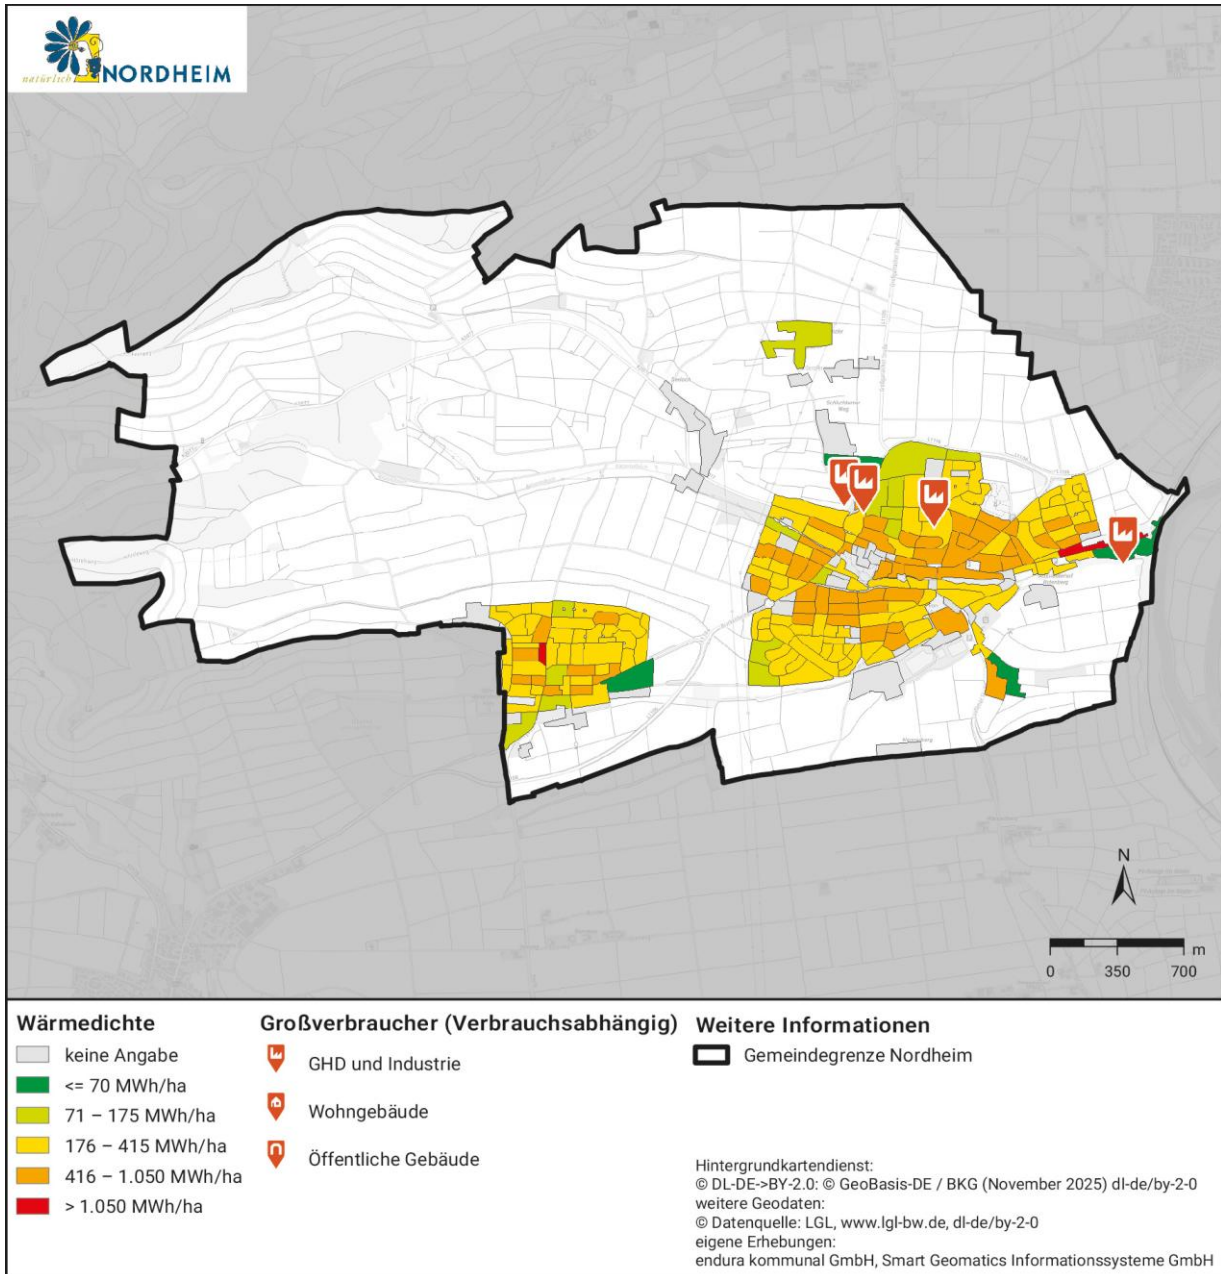 natürlich NORDHEIM
N
m
0 350 700
Wärmedichte
keine Angabe
<= 70 MWh/ha
71 – 175 MWh/ha
176 – 415 MWh/ha
416 – 1.050 MWh/ha
> 1.050 MWh/ha
Großverbraucher (Verbrauchsabhängig)
GHD und Industrie
Wohngebäude
Öffentliche Gebäude
Weitere Informationen
Gemeindegrenze Nordheim
Hintergrundkartendienst:
© DL-DE->BY-2.0: © GeoBasis-DE / BKG (November 2025) dl-de/by-2-0
weitere Geodaten:
© Datenquelle: LGL, www.lgl-bw.de, dl-de/by-2-0
eigene Erhebungen:
endura kommunal GmbH, Smart Geomatics Informationssysteme GmbH